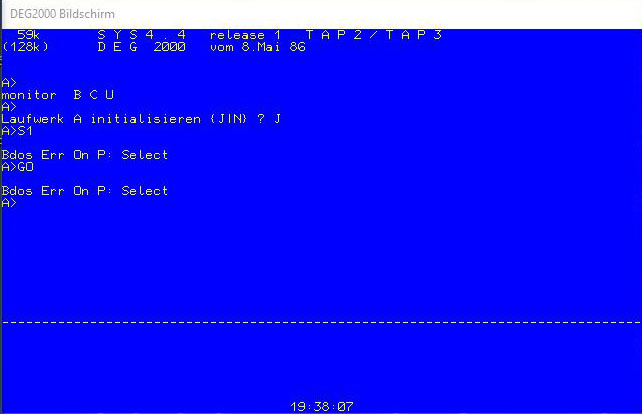 DEG2000 Bildschirm
59k S Y S 4 . 4 release 1 T A P 2 / T A P 3
(128k) D E G 2000 vom 8.Mai 86
A>
monitor B C U
A>
Laufwerk A initialisieren (JIN) ? J
A>S1
Bdos Err On P: Select
A>GO
Bdos Err On P: Select
A>
19:38:07